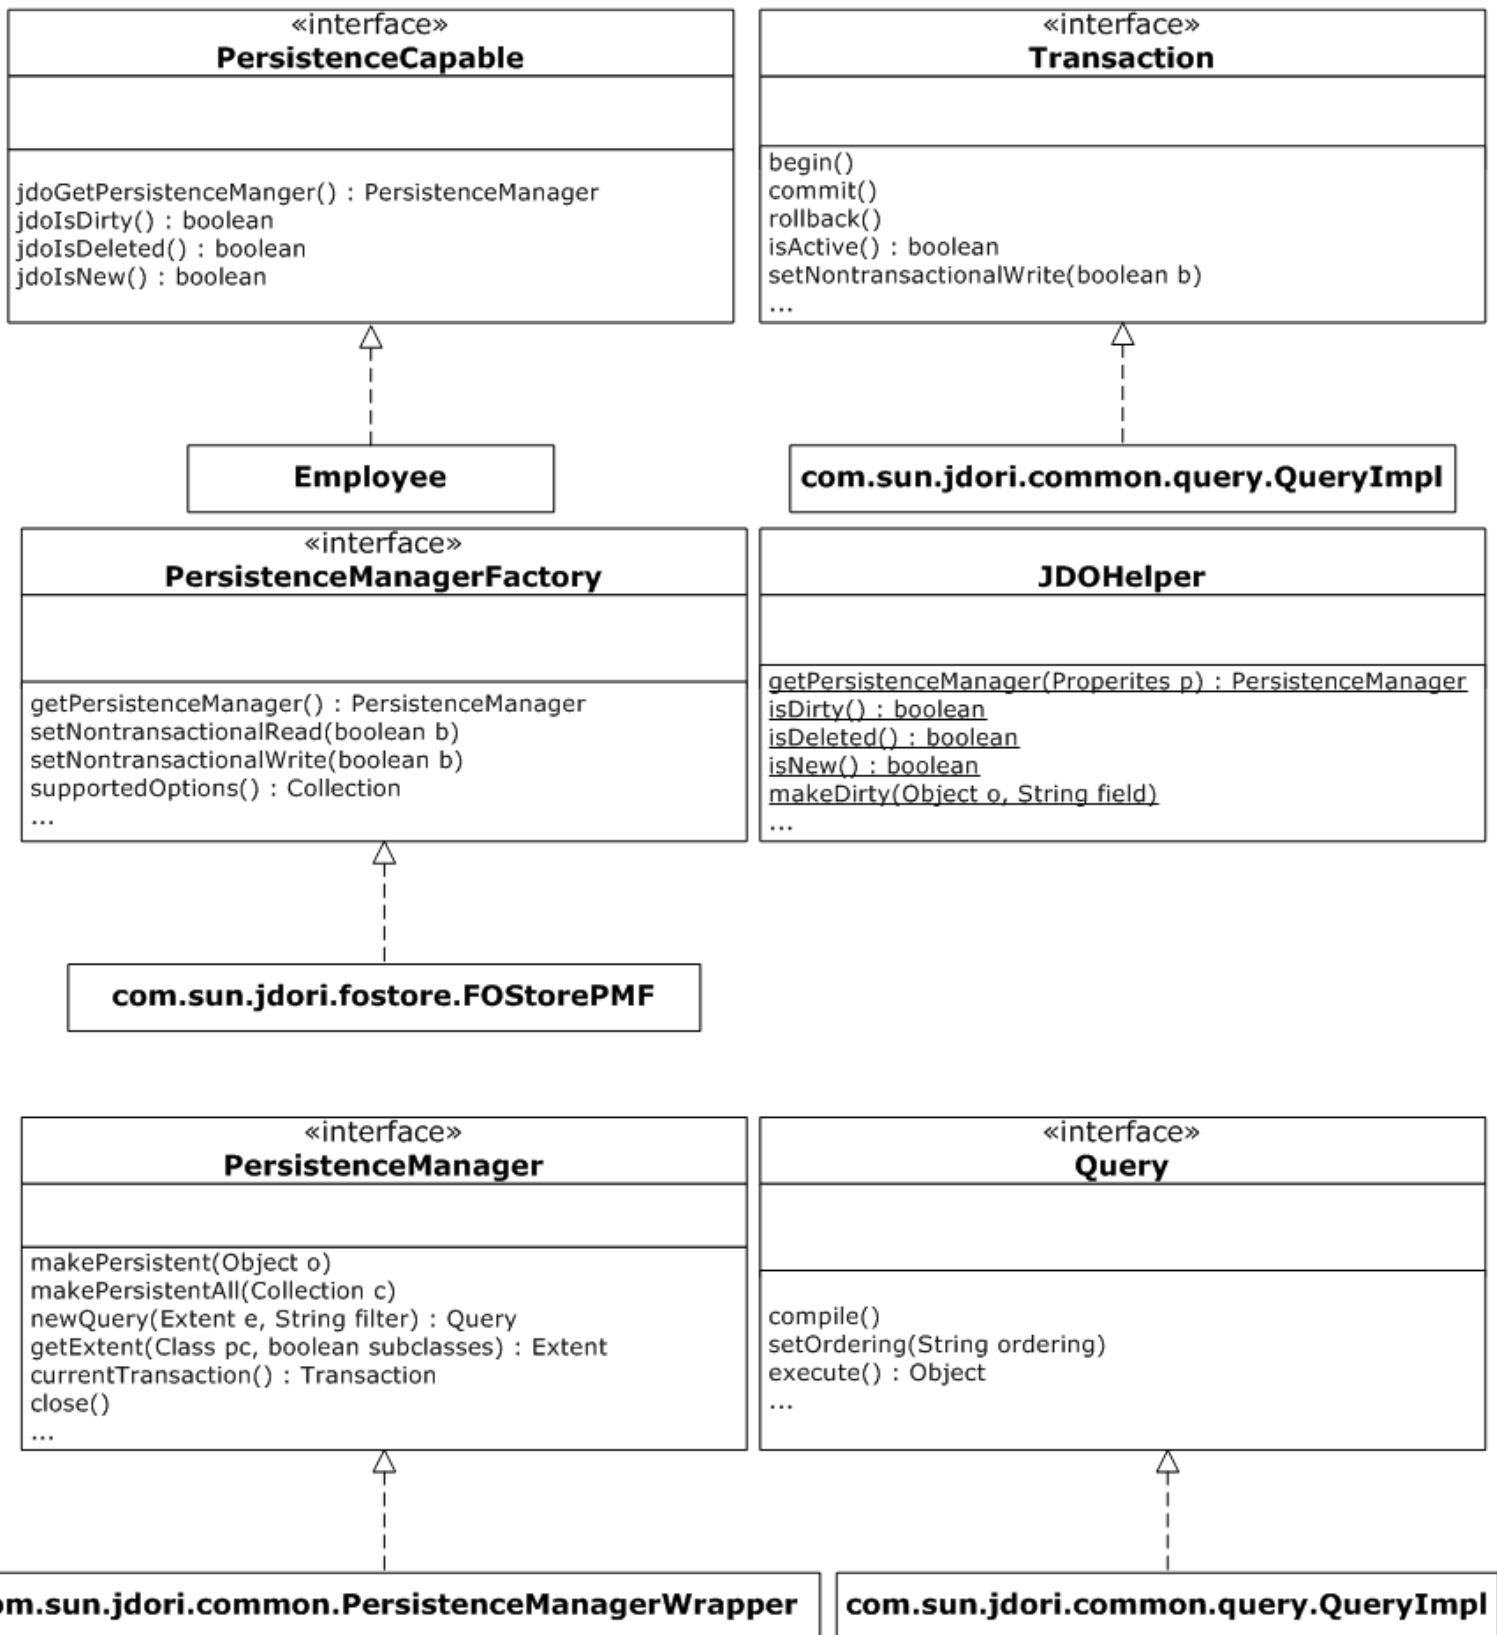 «interface»
PersistenceCapable
jdoGetPersistenceManger() : PersistenceManager
jdoIsDirty() : boolean
jdoIsDeleted() : boolean
jdoIsNew() : boolean
Employee
«interface»
Transaction
begin()
commit()
rollback()
isActive() : boolean
setNontransactionalWrite(boolean b)
...
com.sun.jdori.common.query.QueryImpl
«interface»
PersistenceManagerFactory
getPersistenceManager() : PersistenceManager
setNontransactionalRead(boolean b)
setNontransactionalWrite(boolean b)
supportedOptions() : Collection
...
com.sun.jdori.fostore.FOStorePMF
JDOHelper
getPersistenceManager(Properites p) : PersistenceManager
isDirty() : boolean
isDeleted() : boolean
isNew() : boolean
makeDirty(Object o, String field)
...
«interface»
PersistenceManager
makePersistent(Object o)
makePersistentAll(Collection c)
newQuery(Extent e, String filter) : Query
getExtent(Class pc, boolean subclasses) : Extent
currentTransaction() : Transaction
close()
...
om.sun.jdori.common.PersistenceManagerWrapper
«interface»
Query
compile()
setOrdering(String ordering)
execute() : Object
...
com.sun.jdori.common.query.QueryImpl